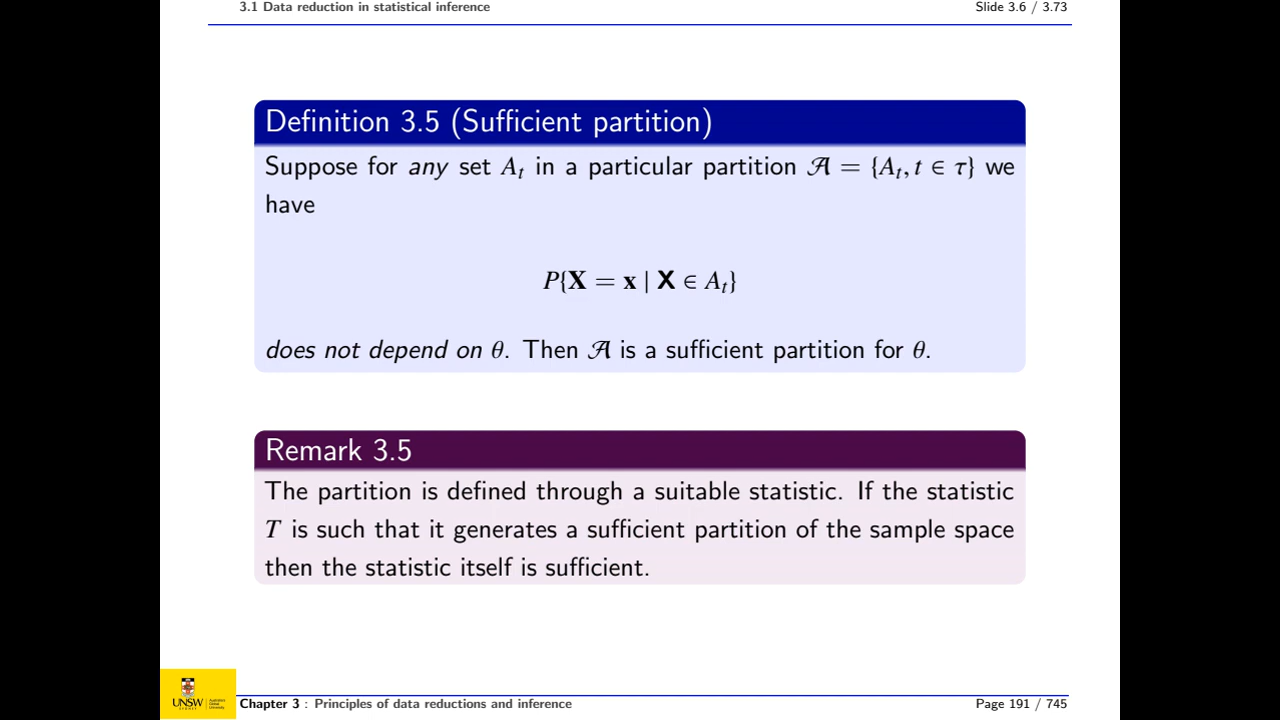 3.1 Data reduction in statistical inference Slide 3.6 / 3.73
Definition 3.5 (Sufficient partition)
Suppose for any set Aₜ in a particular partition 𝒜 = {Aₜ, t ∈ τ} we
have
P{X = x | X ∈ Aₜ}
does not depend on θ. Then 𝒜 is a sufficient partition for θ.
Remark 3.5
The partition is defined through a suitable statistic. If the statistic
T is such that it generates a sufficient partition of the sample space
then the statistic itself is sufficient.
UNSW
Chapter 3 : Principles of data reductions and inference Page 191 / 745